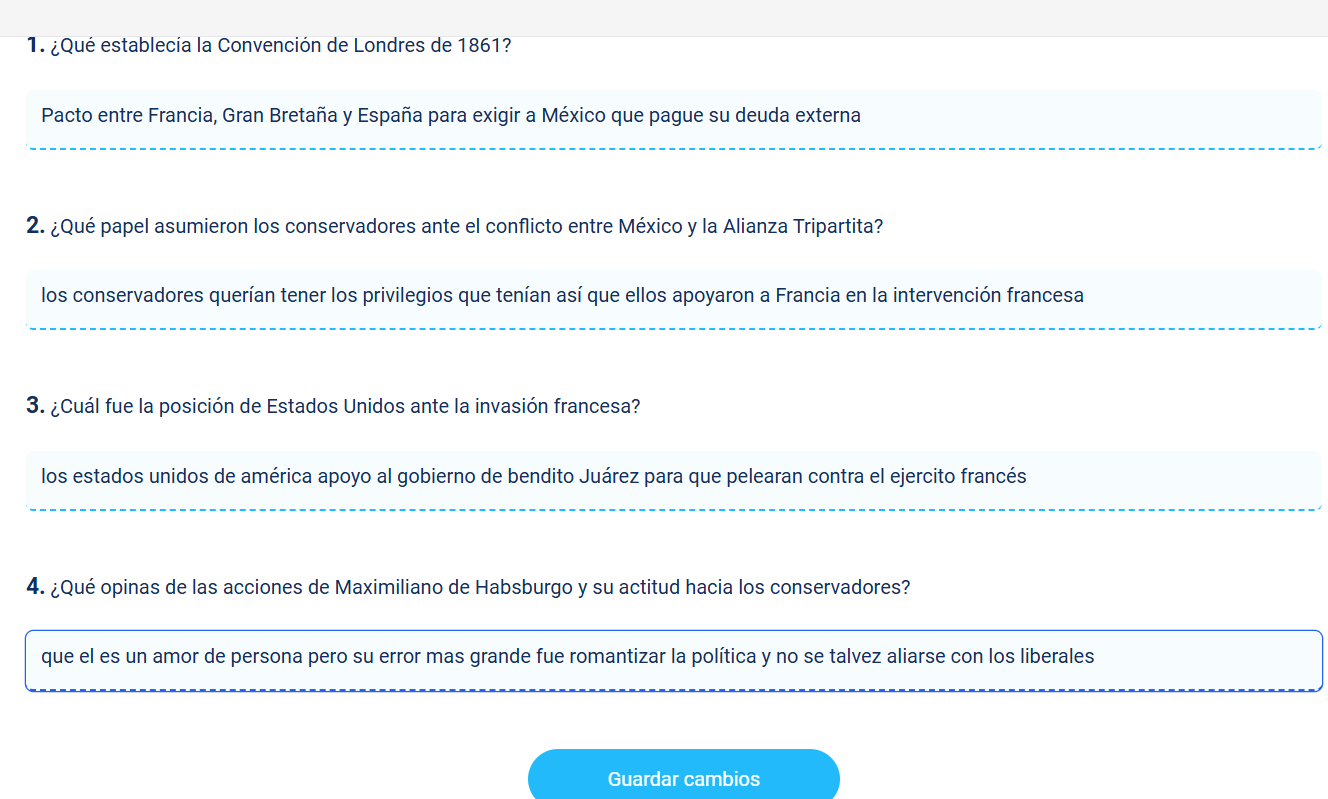 1. ¿Qué establecía la Convención de Londres de 1861?
Pacto entre Francia, Gran Bretaña y España para exigir a México que pague su deuda externa
2. ¿Qué papel asumieron los conservadores ante el conflicto entre México y la Alianza Tripartita?
los conservadores querían tener los privilegios que tenían así que ellos apoyaron a Francia en la intervención francesa
3. ¿Cuál fue la posición de Estados Unidos ante la invasión francesa?
los estados unidos de américa apoyo al gobierno de bendito Juárez para que pelearan contra el ejercito francés
4. ¿Qué opinas de las acciones de Maximiliano de Habsburgo y su actitud hacia los conservadores?
que el es un amor de persona pero su error mas grande fue romantizar la política y no se talvez aliarse con los liberales
Guardar cambios